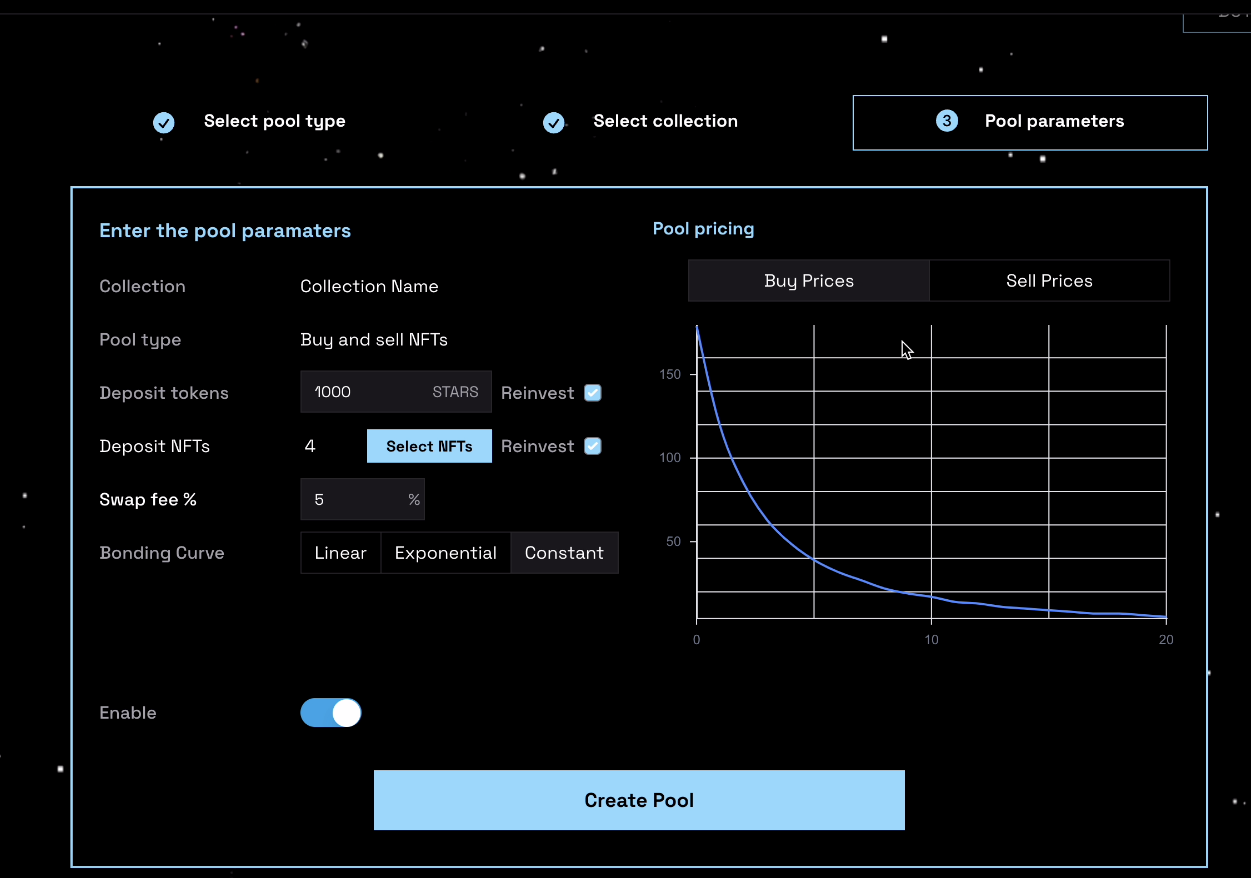 Select pool type
Select collection
3 Pool parameters
Enter the pool paramaters
Collection Collection Name
Pool type Buy and sell NFTs
Deposit tokens 1000 STARS Reinvest
Deposit NFTs 4 Select NFTs Reinvest
Swap fee % 5 %
Bonding Curve Linear Exponential Constant
Enable
Pool pricing
Buy Prices Sell Prices
150
100
50
0 10 20
Create Pool